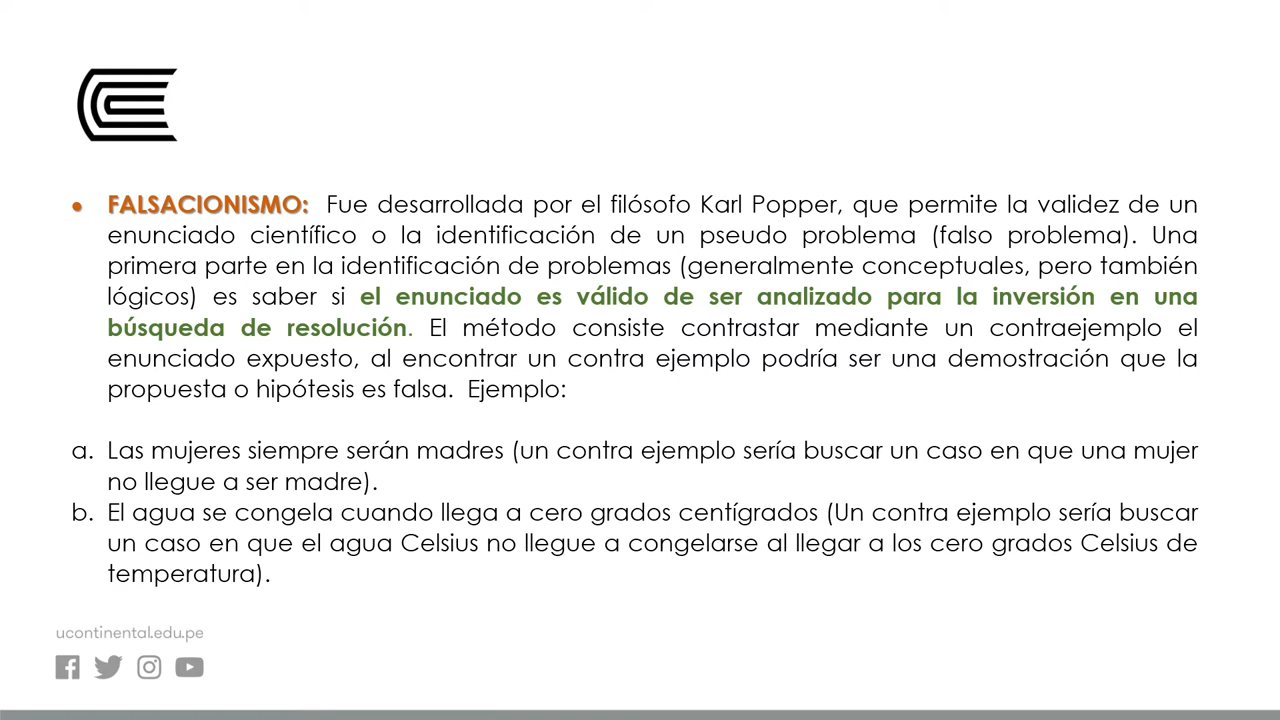 • FALSACIONISMO: Fue desarrollada por el filósofo Karl Popper, que permite la validez de un
enunciado científico o la identificación de un pseudo problema (falso problema). Una
primera parte en la identificación de problemas (generalmente conceptuales, pero también
lógicos) es saber si el enunciado es válido de ser analizado para la inversión en una
búsqueda de resolución. El método consiste contrastar mediante un contraejemplo el
enunciado expuesto, al encontrar un contra ejemplo podría ser una demostración que la
propuesta o hipótesis es falsa. Ejemplo:
a. Las mujeres siempre serán madres (un contra ejemplo sería buscar un caso en que una mujer
no llegue a ser madre).
b. El agua se congela cuando llega a cero grados centígrados (Un contra ejemplo sería buscar
un caso en que el agua Celsius no llegue a congelarse al llegar a los cero grados Celsius de
temperatura).
ucontinental.edu.pe